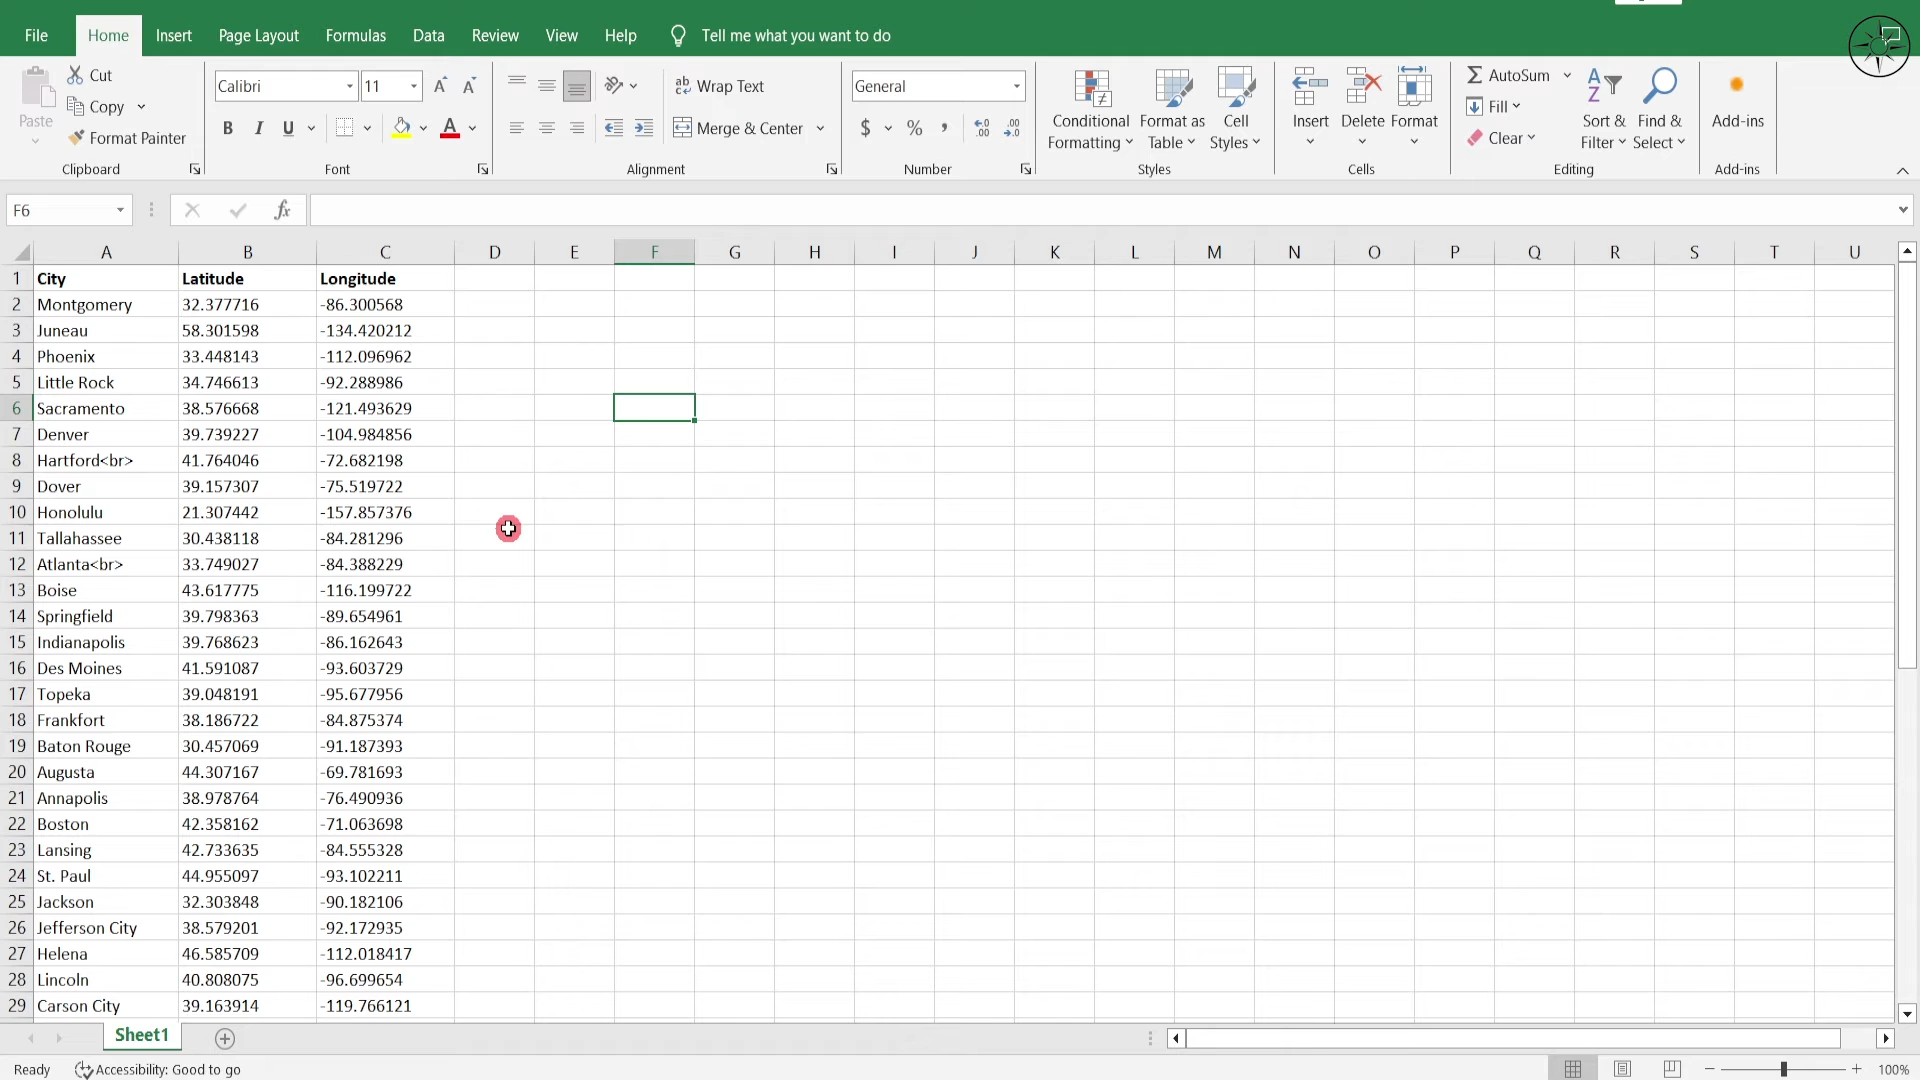 File Home Insert Page Layout Formulas Data Review View Help Tell me what you want to do
Paste Cut Copy Format Painter Clipboard
Calibri 11 B I U A Font
Wrap Text Merge & Center Alignment
General $ % Number
Conditional Formatting Format as Table Cell Styles Styles
Insert Delete Format Cells
AutoSum Fill Clear Sort & Filter Find & Select Editing
Add-ins Add-ins
F6 fx
A B C D E F G H I J K L M N O P Q R S T U
1 City Latitude Longitude
2 Montgomery 32.377716 -86.300568
3 Juneau 58.301598 -134.420212
4 Phoenix 33.448143 -112.096962
5 Little Rock 34.746613 -92.288986
6 Sacramento 38.576668 -121.493629
7 Denver 39.739227 -104.984856
8 Hartford<br> 41.764046 -72.682198
9 Dover 39.157307 -75.519722
10 Honolulu 21.307442 -157.857376
11 Tallahassee 30.438118 -84.281296
12 Atlanta<br> 33.749027 -84.388229
13 Boise 43.617775 -116.199722
14 Springfield 39.798363 -89.654961
15 Indianapolis 39.768623 -86.162643
16 Des Moines 41.591087 -93.603729
17 Topeka 39.048191 -95.677956
18 Frankfort 38.186722 -84.875374
19 Baton Rouge 30.457069 -91.187393
20 Augusta 44.307167 -69.781693
21 Annapolis 38.978764 -76.490936
22 Boston 42.358162 -71.063698
23 Lansing 42.733635 -84.555328
24 St. Paul 44.955097 -93.102211
25 Jackson 32.303848 -90.182106
26 Jefferson City 38.579201 -92.172935
27 Helena 46.585709 -112.018417
28 Lincoln 40.808075 -96.699654
29 Carson City 39.163914 -119.766121
Sheet1
Ready Accessibility: Good to go 100%